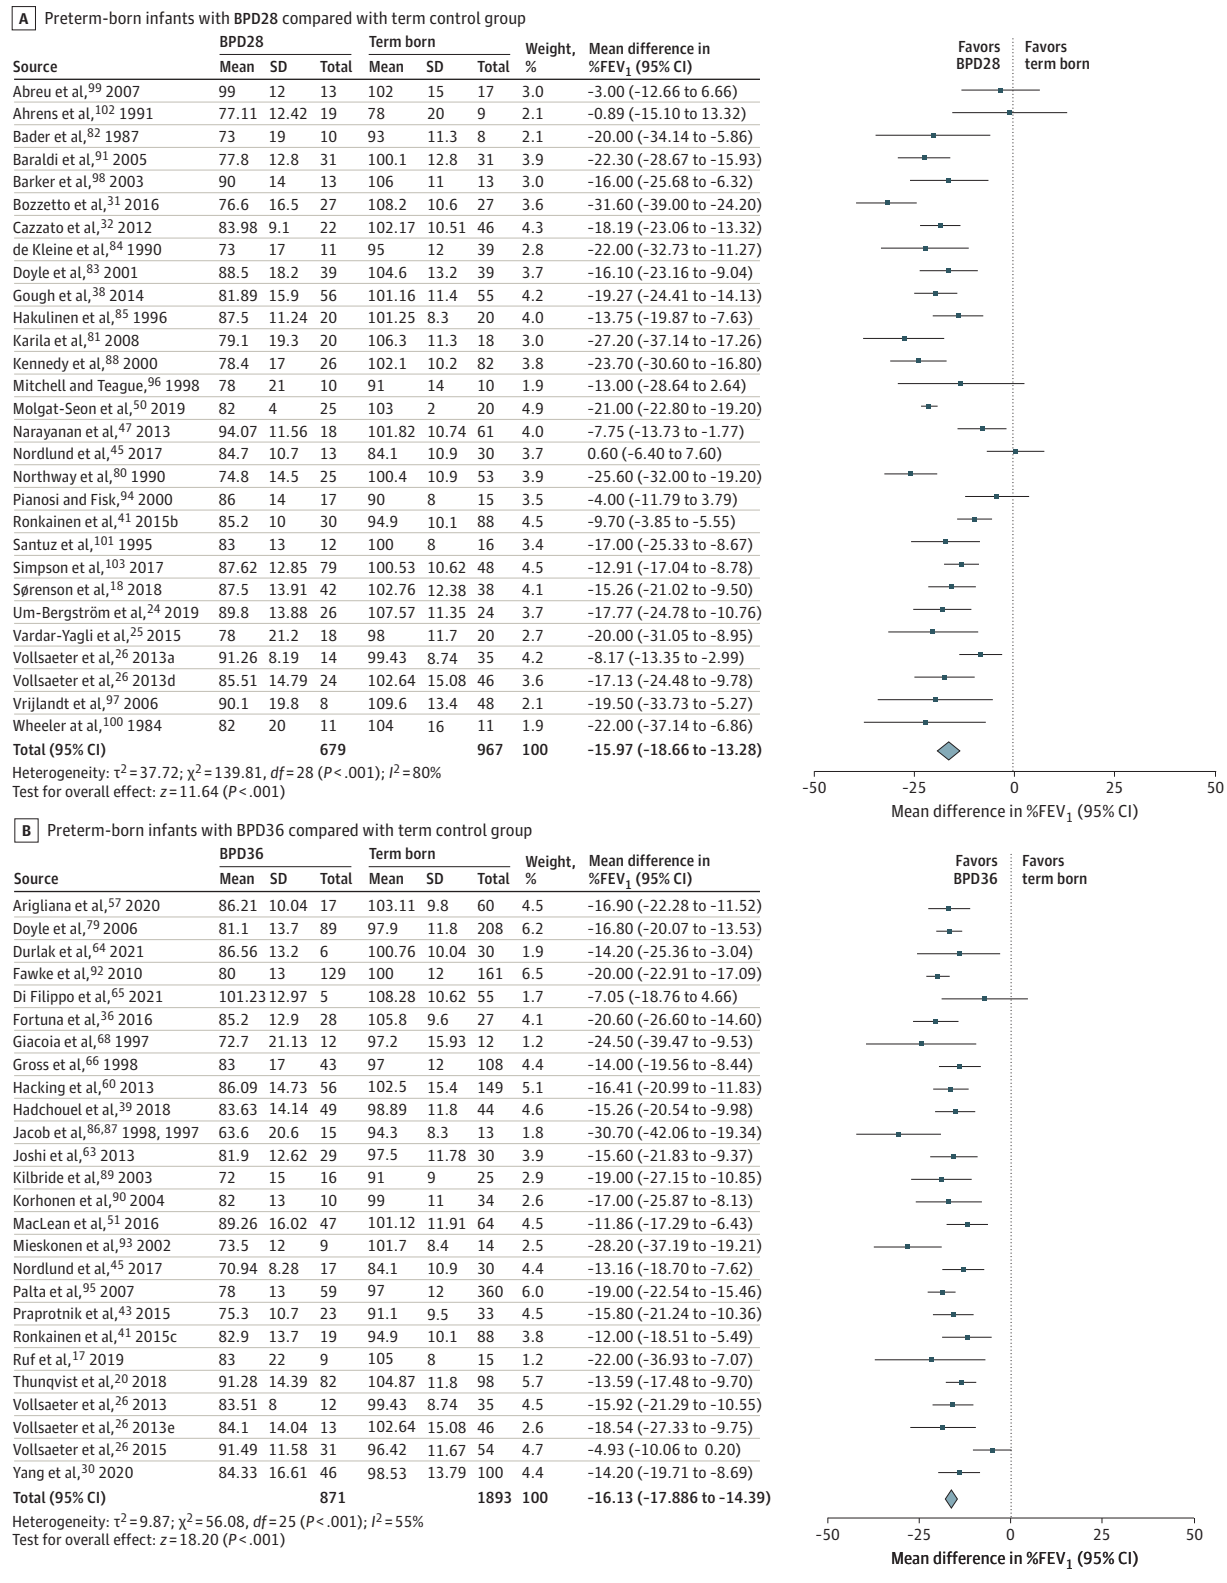 A Preterm-born infants with BPD28 compared with term control group
BPD28 Term born Weight, Mean difference in Favors Favors
Source Mean SD Total Mean SD Total % %FEV1 (95% CI) BPD28 term born
Abreu et al,99 2007 99 12 13 102 15 17 3.0 -3.00 (-12.66 to 6.66)
Ahrens et al,102 1991 77.11 12.42 19 78 20 9 2.1 -0.89 (-15.10 to 13.32)
Bader et al,82 1987 73 19 10 93 11.3 8 2.1 -20.00 (-34.14 to -5.86)
Baraldi et al,91 2005 77.8 12.8 31 100.1 12.8 31 3.9 -22.30 (-28.67 to -15.93)
Barker et al,98 2003 90 14 13 106 11 13 3.0 -16.00 (-25.68 to -6.32)
Bozzetto et al,31 2016 76.6 16.5 27 108.2 10.6 27 3.6 -31.60 (-39.00 to -24.20)
Cazzato et al,32 2012 83.98 9.1 22 102.17 10.51 46 4.3 -18.19 (-23.06 to -13.32)
de Kleine et al,84 1990 73 17 11 95 12 39 2.8 -22.00 (-32.73 to -11.27)
Doyle et al,83 2001 88.5 18.2 39 104.6 13.2 39 3.7 -16.10 (-23.16 to -9.04)
Gough et al,38 2014 81.89 15.9 56 101.16 11.4 55 4.2 -19.27 (-24.41 to -14.13)
Hakulinen et al,85 1996 87.5 11.24 20 101.25 8.3 20 4.0 -13.75 (-19.87 to -7.63)
Karila et al,81 2008 79.1 19.3 20 106.3 11.3 18 3.0 -27.20 (-37.14 to -17.26)
Kennedy et al,88 2000 78.4 17 26 102.1 10.2 82 3.8 -23.70 (-30.60 to -16.80)
Mitchell and Teague,96 1998 78 21 10 91 14 10 1.9 -13.00 (-28.64 to 2.64)
Molgat-Seon et al,50 2019 82 4 25 103 2 20 4.9 -21.00 (-22.80 to -19.20)
Narayanan et al,47 2013 94.07 11.56 18 101.82 10.74 61 4.0 -7.75 (-13.73 to -1.77)
Nordlund et al,45 2017 84.7 10.7 13 84.1 10.9 30 3.7 0.60 (-6.40 to 7.60)
Northway et al,80 1990 74.8 14.5 25 100.4 10.9 53 3.9 -25.60 (-32.00 to -19.20)
Pianosi and Fisk,94 2000 86 14 17 90 8 15 3.5 -4.00 (-11.79 to 3.79)
Ronkainen et al,41 2015b 85.2 10 30 94.9 10.1 88 4.5 -9.70 (-3.85 to -5.55)
Santuz et al,101 1995 83 13 12 100 8 16 3.4 -17.00 (-25.33 to -8.67)
Simpson et al,103 2017 87.62 12.85 79 100.53 10.62 48 4.5 -12.91 (-17.04 to -8.78)
Sørenson et al,18 2018 87.5 13.91 42 102.76 12.38 38 4.1 -15.26 (-21.02 to -9.50)
Um-Bergström et al,24 2019 89.8 13.88 26 107.57 11.35 24 3.7 -17.77 (-24.78 to -10.76)
Vardar-Yagli et al,25 2015 78 21.2 18 98 11.7 20 2.7 -20.00 (-31.05 to -8.95)
Vollsaeter et al,26 2013a 91.26 8.19 14 99.43 8.74 35 4.2 -8.17 (-13.35 to -2.99)
Vollsaeter et al,26 2013d 85.51 14.79 24 102.64 15.08 46 3.6 -17.13 (-24.48 to -9.78)
Vrijlandt et al,97 2006 90.1 19.8 8 109.6 13.4 48 2.1 -19.50 (-33.73 to -5.27)
Wheeler at al,100 1984 82 20 11 104 16 11 1.9 -22.00 (-37.14 to -6.86)
Total (95% CI) 679 967 100 -15.97 (-18.66 to -13.28)
Heterogeneity: τ2 = 37.72; χ2 = 139.81, df = 28 (P < .001); I2 = 80%
Test for overall effect: z = 11.64 (P < .001)
-50 -25 0 25 50
Mean difference in %FEV1 (95% CI)
B Preterm-born infants with BPD36 compared with term control group
BPD36 Term born Weight, Mean difference in Favors Favors
Source Mean SD Total Mean SD Total % %FEV1 (95% CI) BPD36 term born
Arigliana et al,57 2020 86.21 10.04 17 103.11 9.8 60 4.5 -16.90 (-22.28 to -11.52)
Doyle et al,79 2006 81.1 13.7 89 97.9 11.8 208 6.2 -16.80 (-20.07 to -13.53)
Durlak et al,64 2021 86.56 13.2 6 100.76 10.04 30 1.9 -14.20 (-25.36 to -3.04)
Fawke et al,92 2010 80 13 129 100 12 161 6.5 -20.00 (-22.91 to -17.09)
Di Filippo et al,65 2021 101.23 12.97 5 108.28 10.62 55 1.7 -7.05 (-18.76 to 4.66)
Fortuna et al,36 2016 85.2 12.9 28 105.8 9.6 27 4.1 -20.60 (-26.60 to -14.60)
Giacoia et al,68 1997 72.7 21.13 12 97.2 15.93 12 1.2 -24.50 (-39.47 to -9.53)
Gross et al,66 1998 83 17 43 97 12 108 4.4 -14.00 (-19.56 to -8.44)
Hacking et al,60 2013 86.09 14.73 56 102.5 15.4 149 5.1 -16.41 (-20.99 to -11.83)
Hadchouel et al,39 2018 83.63 14.14 49 98.89 11.8 44 4.6 -15.26 (-20.54 to -9.98)
Jacob et al,86,87 1998, 1997 63.6 20.6 15 94.3 8.3 13 1.8 -30.70 (-42.06 to -19.34)
Joshi et al,63 2013 81.9 12.62 29 97.5 11.78 30 3.9 -15.60 (-21.83 to -9.37)
Kilbride et al,89 2003 72 15 16 91 9 25 2.9 -19.00 (-27.15 to -10.85)
Korhonen et al,90 2004 82 13 10 99 11 34 2.6 -17.00 (-25.87 to -8.13)
MacLean et al,51 2016 89.26 16.02 47 101.12 11.91 64 4.5 -11.86 (-17.29 to -6.43)
Mieskonen et al,93 2002 73.5 12 9 101.7 8.4 14 2.5 -28.20 (-37.19 to -19.21)
Nordlund et al,45 2017 70.94 8.28 17 84.1 10.9 30 4.4 -13.16 (-18.70 to -7.62)
Palta et al,95 2007 78 13 59 97 12 360 6.0 -19.00 (-22.54 to -15.46)
Praprotnik et al,43 2015 75.3 10.7 23 91.1 9.5 33 4.5 -15.80 (-21.24 to -10.36)
Ronkainen et al,41 2015c 82.9 13.7 19 94.9 10.1 88 3.8 -12.00 (-18.51 to -5.49)
Ruf et al,17 2019 83 22 9 105 8 15 1.2 -22.00 (-36.93 to -7.07)
Thunqvist et al,20 2018 91.28 14.39 82 104.87 11.8 98 5.7 -13.59 (-17.48 to -9.70)
Vollsaeter et al,26 2013 83.51 8 12 99.43 8.74 35 4.5 -15.92 (-21.29 to -10.55)
Vollsaeter et al,26 2013e 84.1 14.04 13 102.64 15.08 46 2.6 -18.54 (-27.33 to -9.75)
Vollsaeter et al,26 2015 91.49 11.58 31 96.42 11.67 54 4.7 -4.93 (-10.06 to 0.20)
Yang et al,30 2020 84.33 16.61 46 98.53 13.79 100 4.4 -14.20 (-19.71 to -8.69)
Total (95% CI) 871 1893 100 -16.13 (-17.886 to -14.39)
Heterogeneity: τ2 = 9.87; χ2 = 56.08, df = 25 (P < .001); I2 = 55%
Test for overall effect: z = 18.20 (P < .001)
-50 -25 0 25 50
Mean difference in %FEV1 (95% CI)